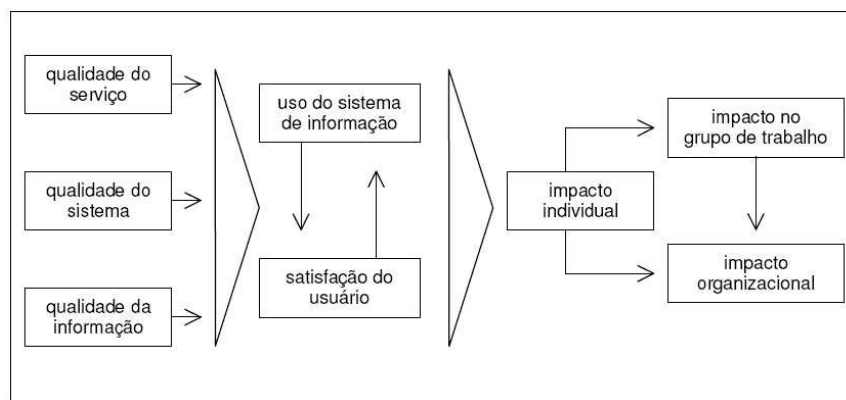 qualidade do
serviço
qualidade do
sistema
qualidade da
informação
uso do sistema
de informação
satisfação do
usuário
impacto
individual
impacto no
grupo de trabalho
impacto
organizacional